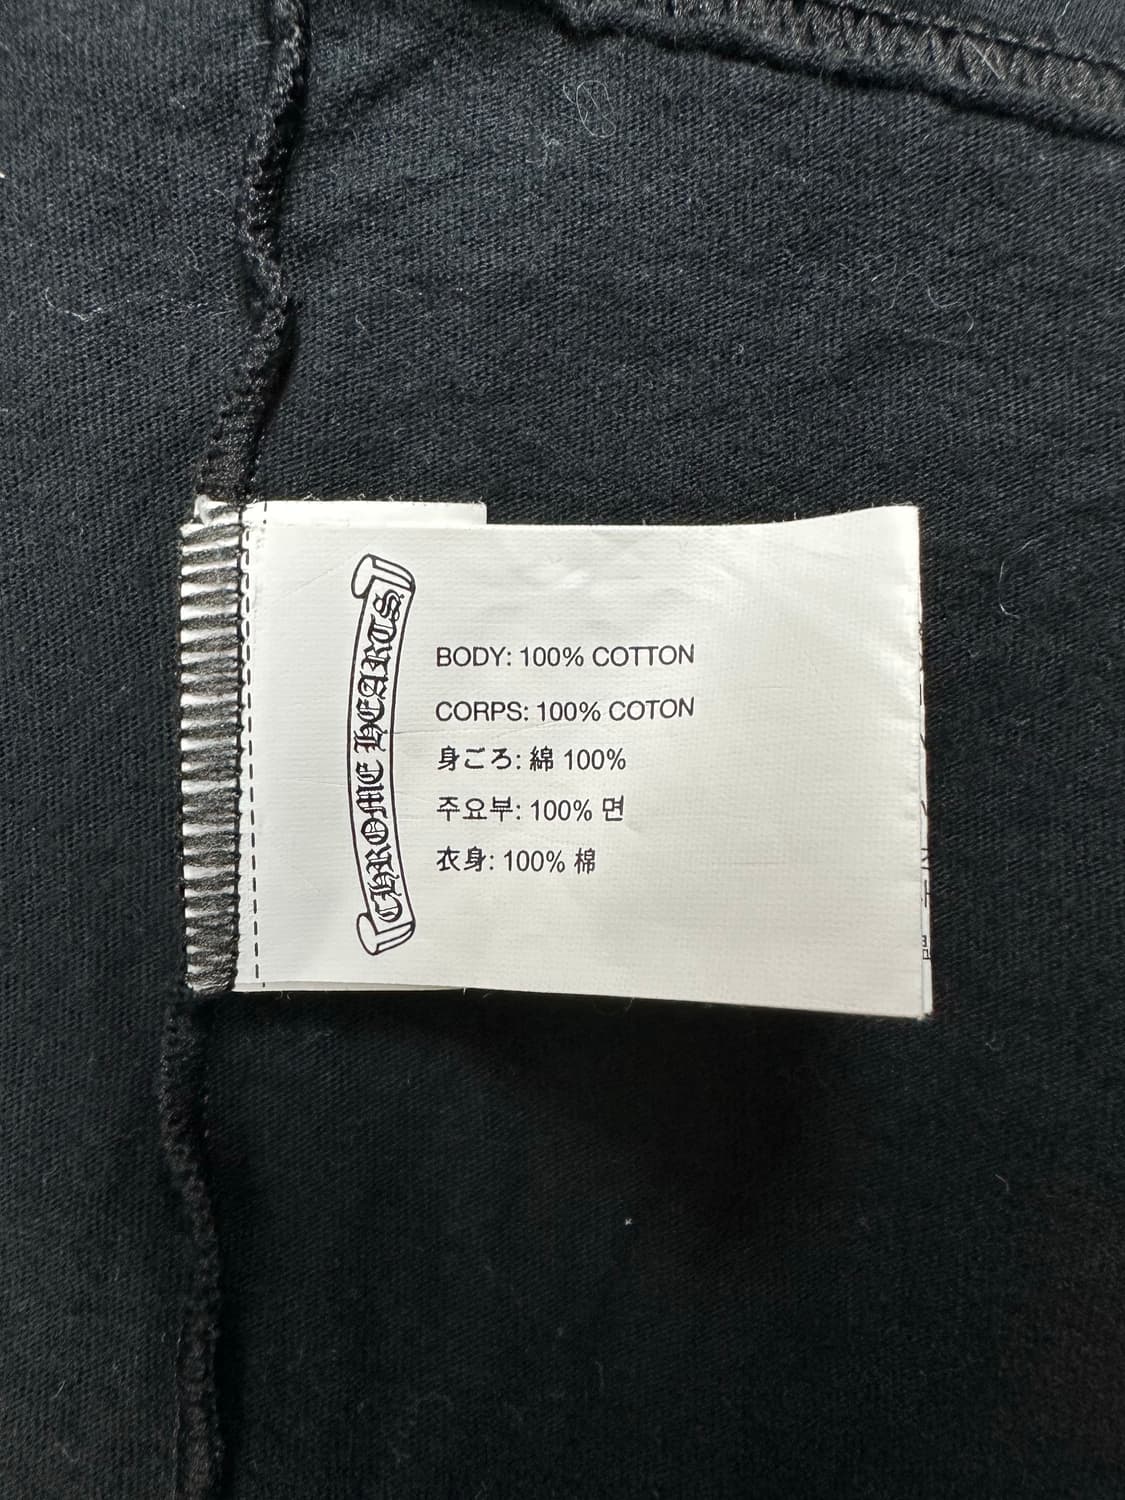 CHROME HEARTS
BODY: 100% COTTON
CORPS: 100% COTON
身ごろ: 綿 100%
주요부: 100% 면
衣身: 100% 棉